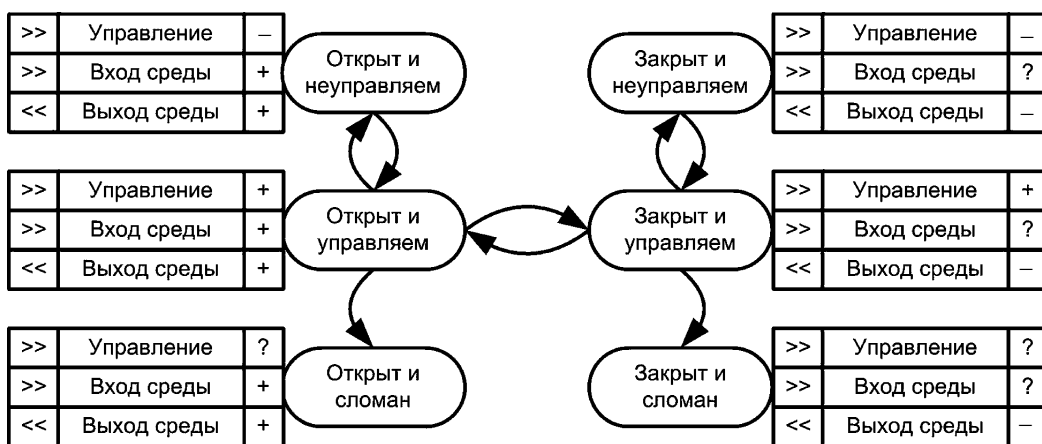 >> Управление –
>> Вход среды +
<< Выход среды +
Открыт и
неуправляем
Закрыт и
неуправляем
>> Управление –
>> Вход среды ?
<< Выход среды –
>> Управление +
>> Вход среды +
<< Выход среды +
Открыт и
управляем
Закрыт и
управляем
>> Управление +
>> Вход среды ?
<< Выход среды –
>> Управление ?
>> Вход среды +
<< Выход среды +
Открыт и
сломан
Закрыт и
сломан
>> Управление ?
>> Вход среды ?
<< Выход среды –